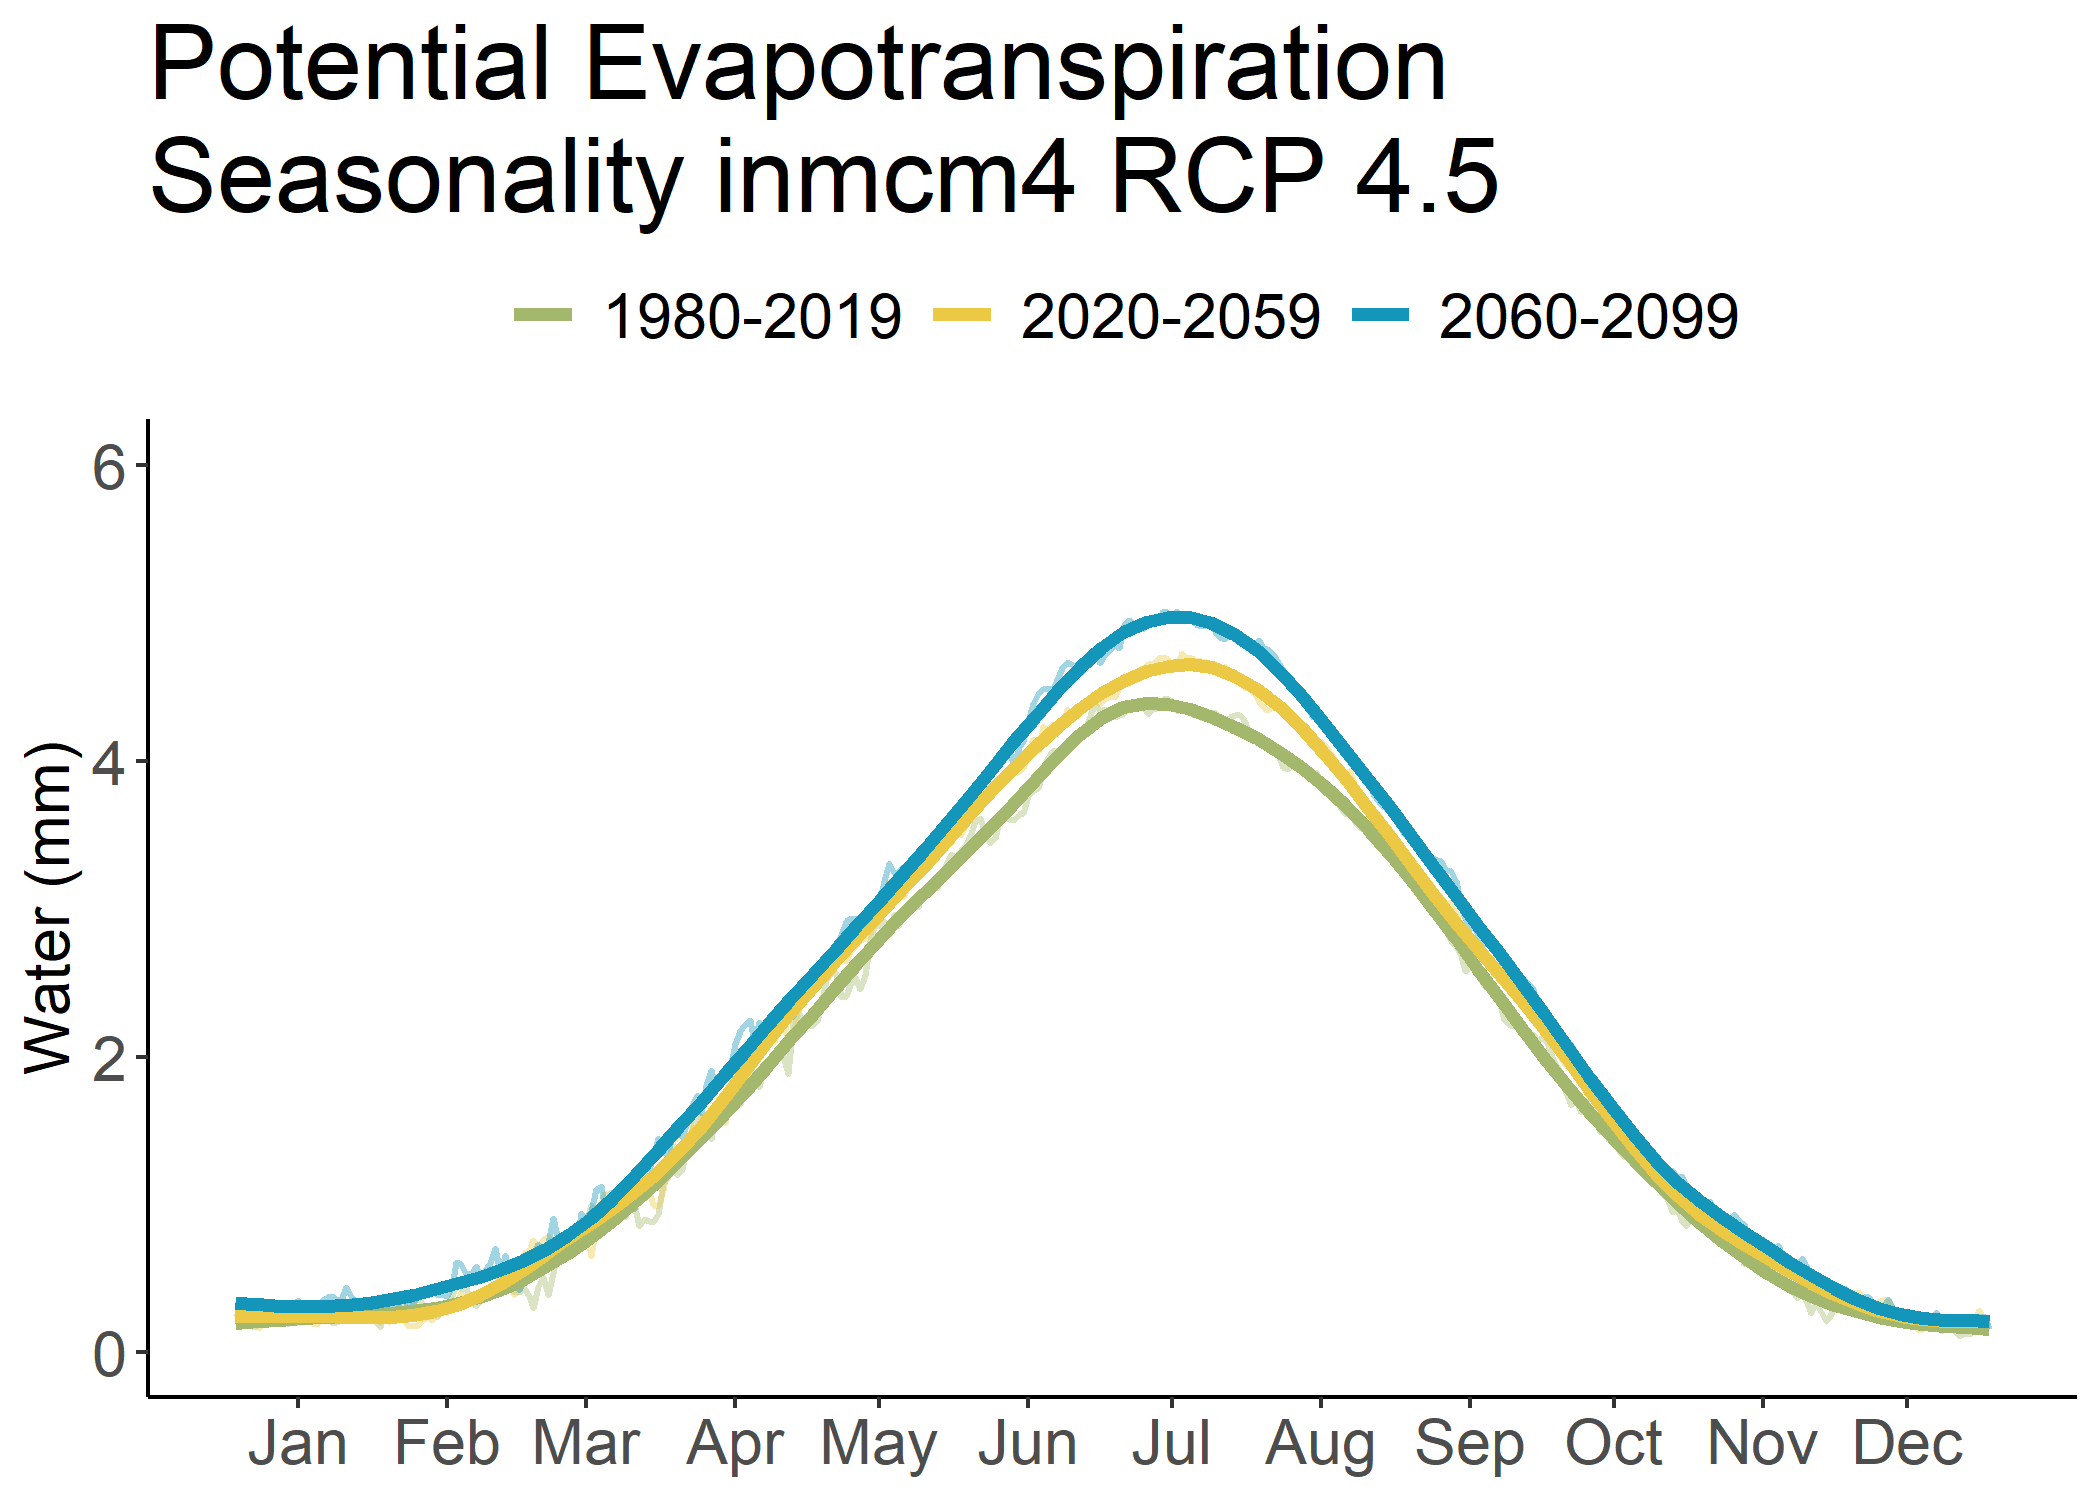 Potential Evapotranspiration
Seasonality inmcm4 RCP 4.5
1980-2019 2020-2059 2060-2099
Water (mm)
6
4
2
0
Jan Feb Mar Apr May Jun Jul Aug Sep Oct Nov Dec